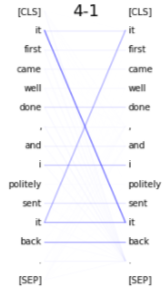 4-1
[CLS] [CLS]
it it
first first
came came
well well
done done
, ,
and and
i i
politely politely
sent sent
it it
back back
. .
[SEP] [SEP]